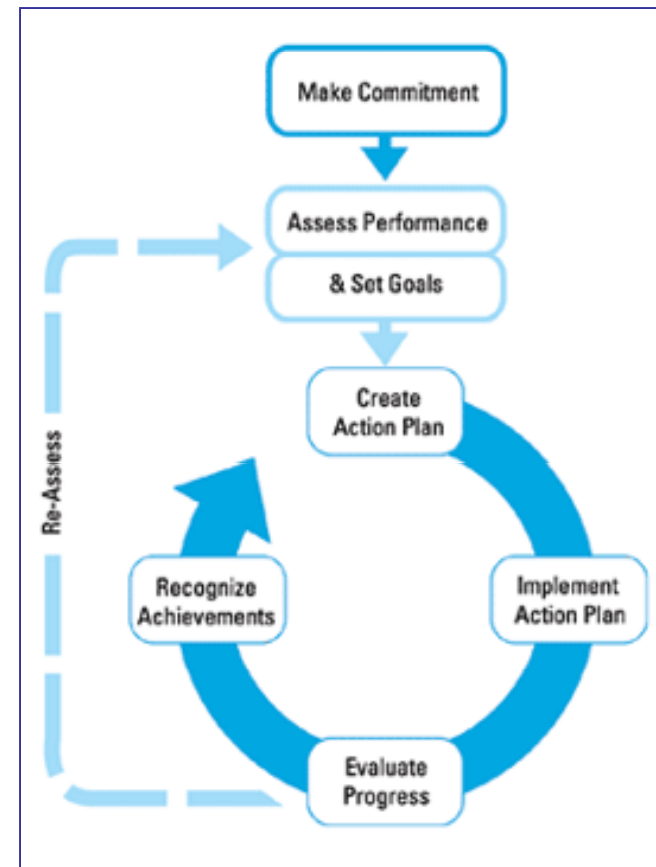 Make Commitment
Assess Performance
& Set Goals
Create
Action Plan
Implement
Action Plan
Evaluate
Progress
Recognize
Achievements
Re-Assess